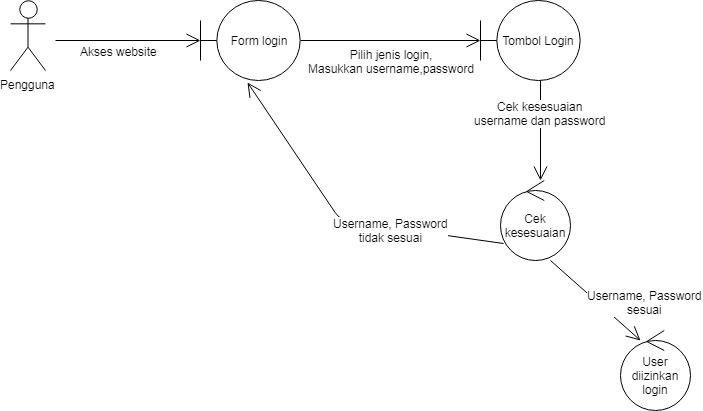 Pengguna
Akses website
Form login
Pilih jenis login,
Masukkan username,password
Tombol Login
Cek kesesuaian
username dan password
Cek
kesesuaian
Username, Password
tidak sesuai
Username, Password
sesuai
User
diizinkan
login